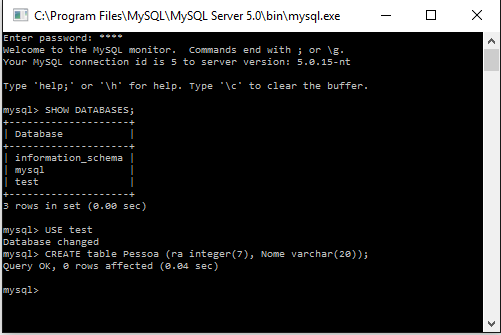 C:\Program Files\MySQL\MySQL Server 5.0\bin\mysql.exe
Enter password: ****
Welcome to the MySQL monitor.  Commands end with ; or \g.
Your MySQL connection id is 5 to server version: 5.0.15-nt
Type 'help;' or '\h' for help. Type '\c' to clear the buffer.
mysql> SHOW DATABASES;
+--------------------+
| Database           |
+--------------------+
| information_schema |
| mysql              |
| test               |
+--------------------+
3 rows in set (0.00 sec)
mysql> USE test
Database changed
mysql> CREATE table Pessoa (ra integer(7), Nome varchar(20));
Query OK, 0 rows affected (0.04 sec)
mysql>